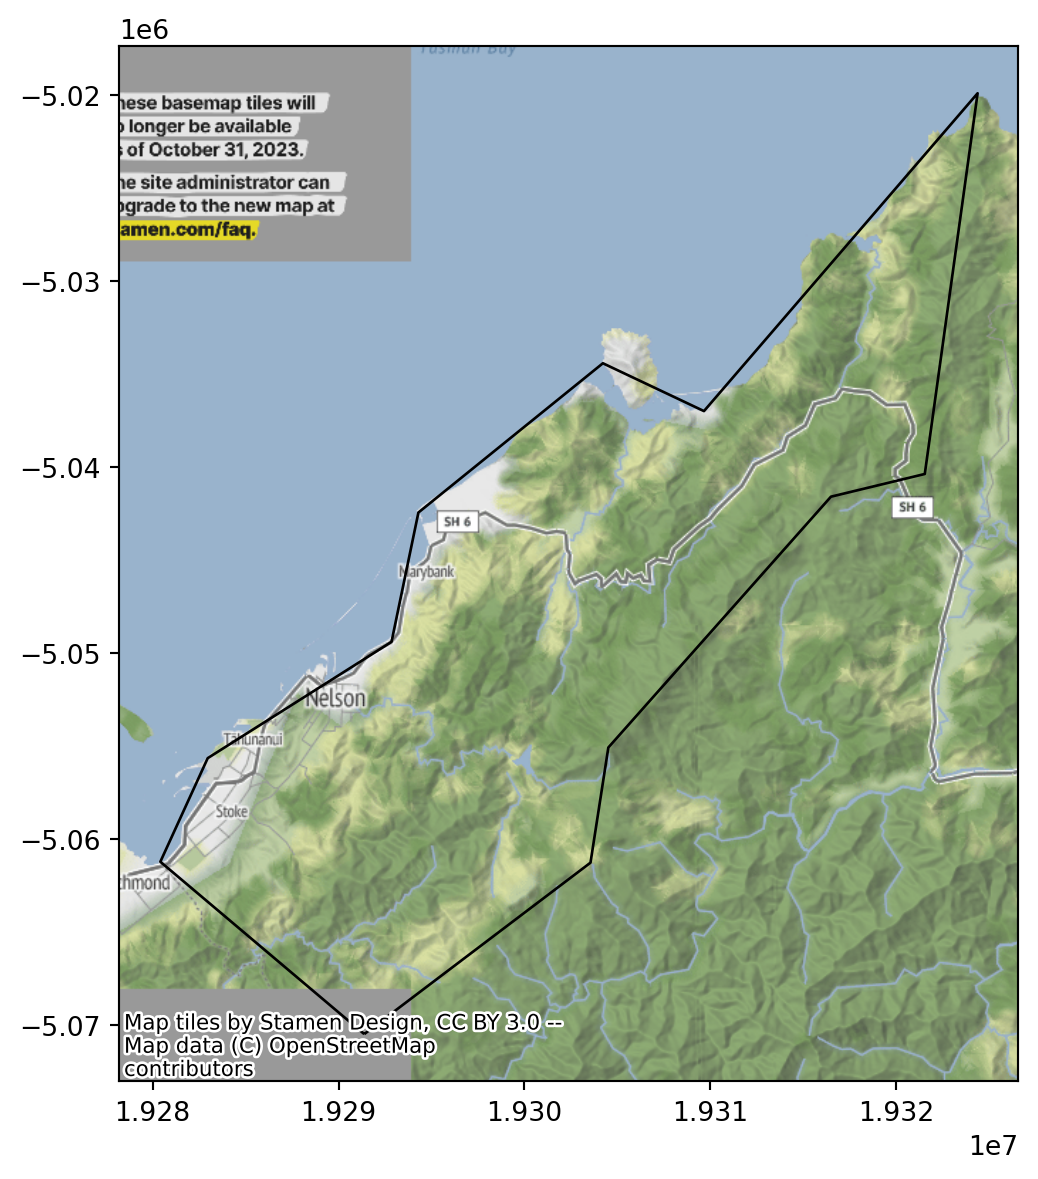 1e6
Tasman Bay
−5.02
hese basemap tiles will
o longer be available
s of October 31, 2023.
he site administrator can
pgrade to the new map at
amen.com/faq.
−5.03
−5.04
SH 6
SH 6
Marybank
−5.05
Nelson
Tāhunanui
Stoke
−5.06
chmond
−5.07
Map tiles by Stamen Design, CC BY 3.0 --
Map data (C) OpenStreetMap
contributors
1.928 1.929 1.930 1.931 1.932
1e7